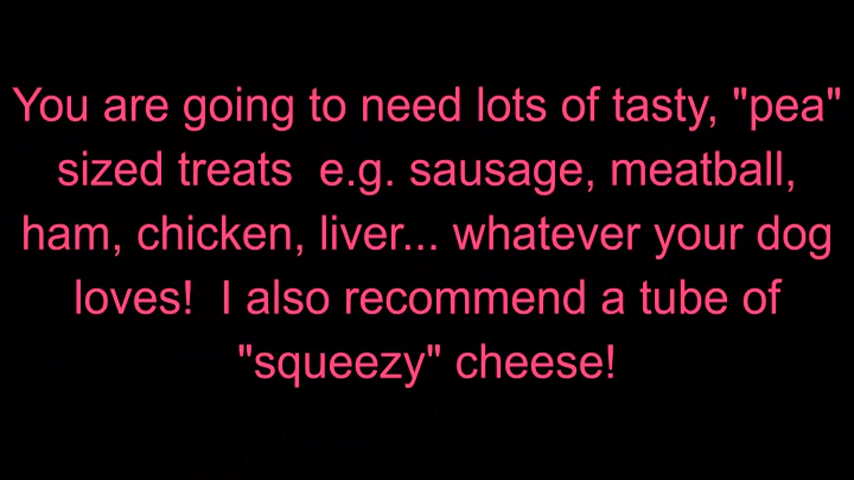 You are going to need lots of tasty, "pea"
sized treats  e.g. sausage, meatball,
ham, chicken, liver... whatever your dog
loves!  I also recommend a tube of
"squeezy" cheese!